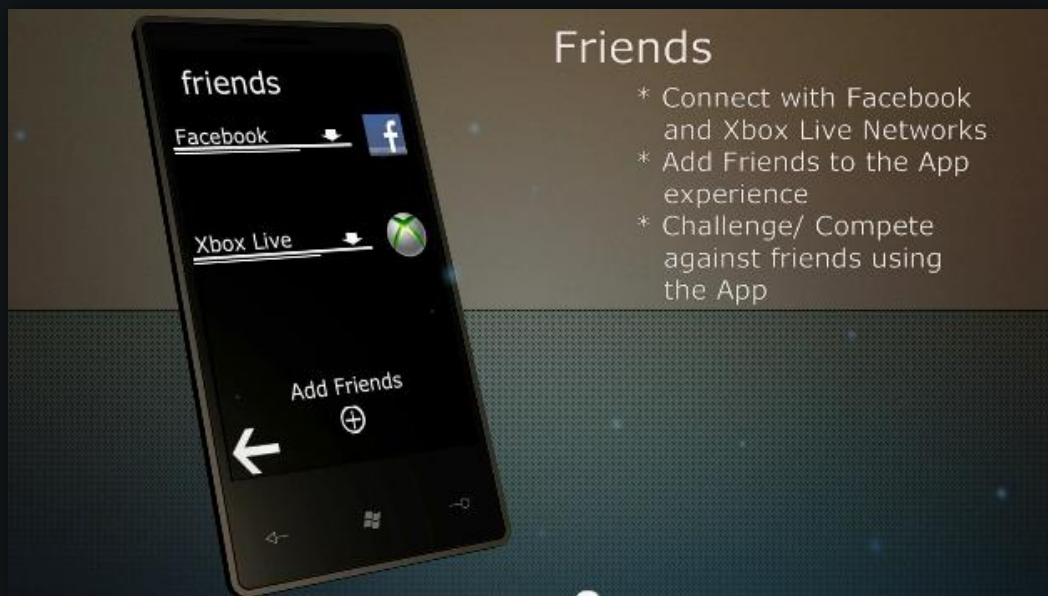 friends
Facebook
f
Xbox Live
Add Friends
Friends
* Connect with Facebook
and Xbox Live Networks
* Add Friends to the App
experience
* Challenge/ Compete
against friends using
the App